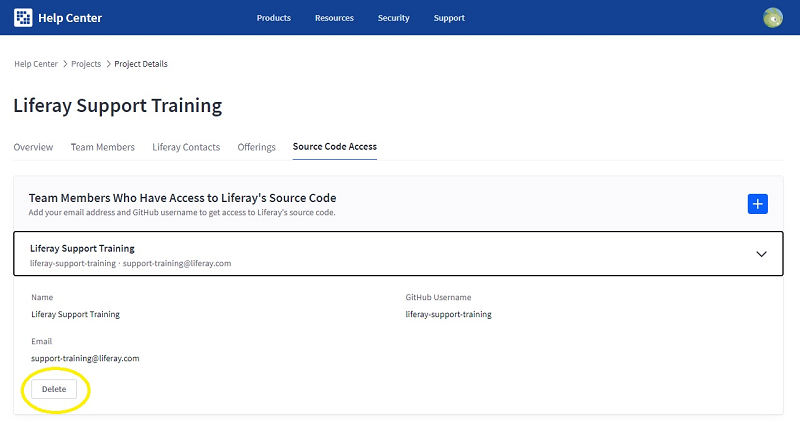 Help Center
Products Resources Security Support
Help Center Projects Project Details
Liferay Support Training
Overview Team Members Liferay Contacts Offerings Source Code Access
Team Members Who Have Access to Liferay's Source Code
Add your email address and GitHub username to get access to Liferay's source code.
Liferay Support Training
liferay-support-training · support-training@liferay.com
Name GitHub Username
Liferay Support Training liferay-support-training
Email
support-training@liferay.com
Delete